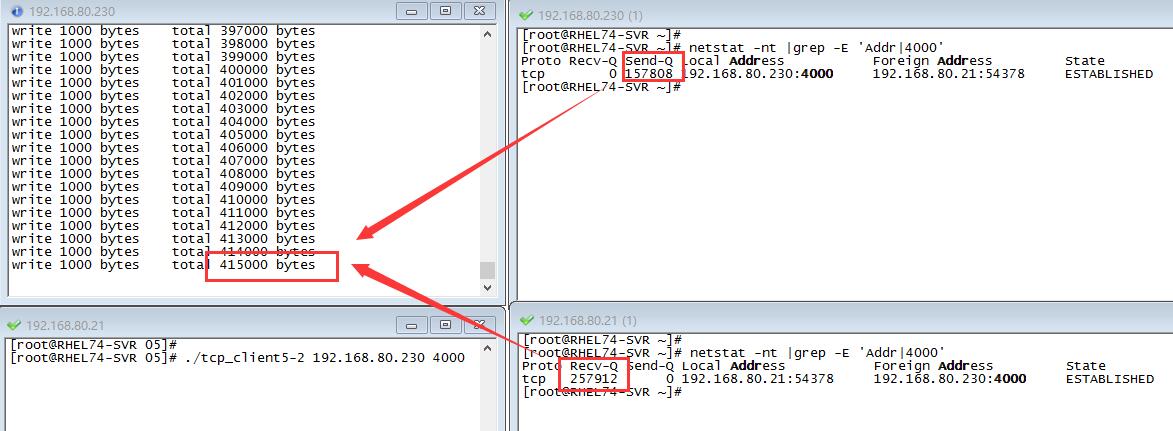 192.168.80.230
write 1000 bytes    total 397000 bytes
write 1000 bytes    total 398000 bytes
write 1000 bytes    total 399000 bytes
write 1000 bytes    total 400000 bytes
write 1000 bytes    total 401000 bytes
write 1000 bytes    total 402000 bytes
write 1000 bytes    total 403000 bytes
write 1000 bytes    total 404000 bytes
write 1000 bytes    total 405000 bytes
write 1000 bytes    total 406000 bytes
write 1000 bytes    total 407000 bytes
write 1000 bytes    total 408000 bytes
write 1000 bytes    total 409000 bytes
write 1000 bytes    total 410000 bytes
write 1000 bytes    total 411000 bytes
write 1000 bytes    total 412000 bytes
write 1000 bytes    total 413000 bytes
write 1000 bytes    total 414000 bytes
write 1000 bytes    total 415000 bytes
192.168.80.230 (1)
[root@RHEL74-SVR ~]#
[root@RHEL74-SVR ~]# netstat -nt |grep -E 'Addr|4000'
Proto Recv-Q Send-Q Local Address           Foreign Address         State
tcp        0 157808 192.168.80.230:4000     192.168.80.21:54378     ESTABLISHED
[root@RHEL74-SVR ~]#
192.168.80.21
[root@RHEL74-SVR 05]#
[root@RHEL74-SVR 05]# ./tcp_client5-2 192.168.80.230 4000
192.168.80.21 (1)
[root@RHEL74-SVR ~]#
[root@RHEL74-SVR ~]# netstat -nt |grep -E 'Addr|4000'
Proto Recv-Q Send-Q Local Address           Foreign Address         State
tcp   257912      0 192.168.80.21:54378     192.168.80.230:4000     ESTABLISHED
[root@RHEL74-SVR ~]#